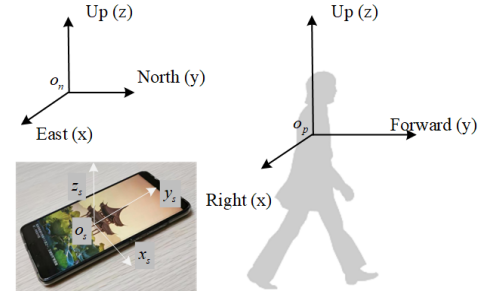 Up (z)
o_n
North (y)
East (x)
z_s
y_s
o_s
x_s
Up (z)
o_p
Forward (y)
Right (x)